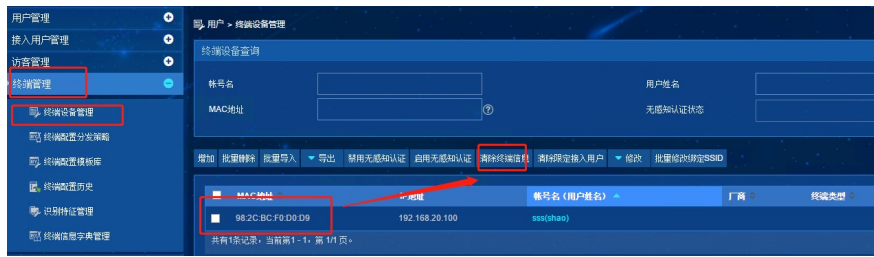 用户管理
接入用户管理
访客管理
终端管理
终端设备管理
终端配置分发策略
终端配置模板库
终端配置历史
识别特征管理
终端信息字典管理
用户 > 终端设备管理
终端设备查询
帐号名
用户姓名
MAC地址
无感知认证状态
增加 批量删除 批量导入 导出 禁用无感知认证 启用无感知认证 清除终端信息 清除限定接入用户 修改 批量修改绑定SSID
MAC地址 IP地址 帐号名（用户姓名） 厂商 终端类型
98:2C:BC:F0:D0:D9 192.168.20.100 sss(shao)
共有1条记录，当前第1 - 1，第 1/1 页。